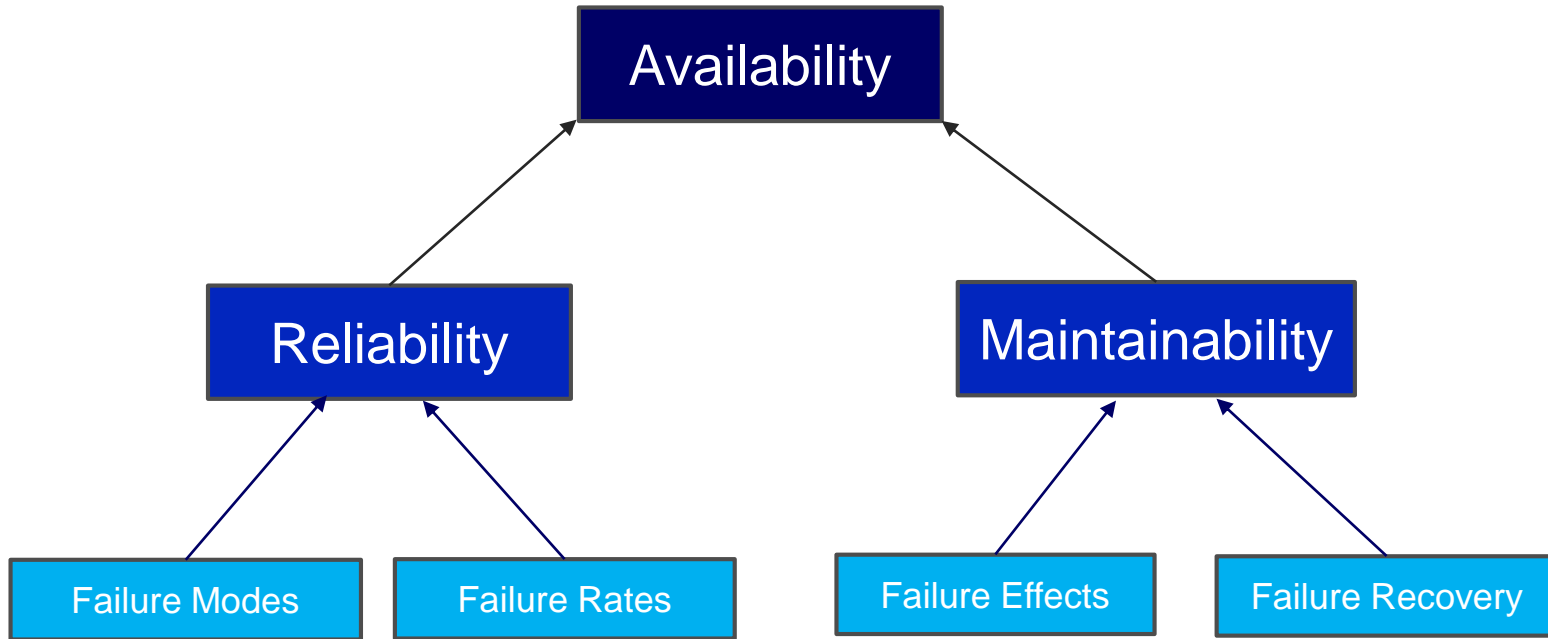 Availability
Reliability
Maintainability
Failure Modes
Failure Rates
Failure Effects
Failure Recovery